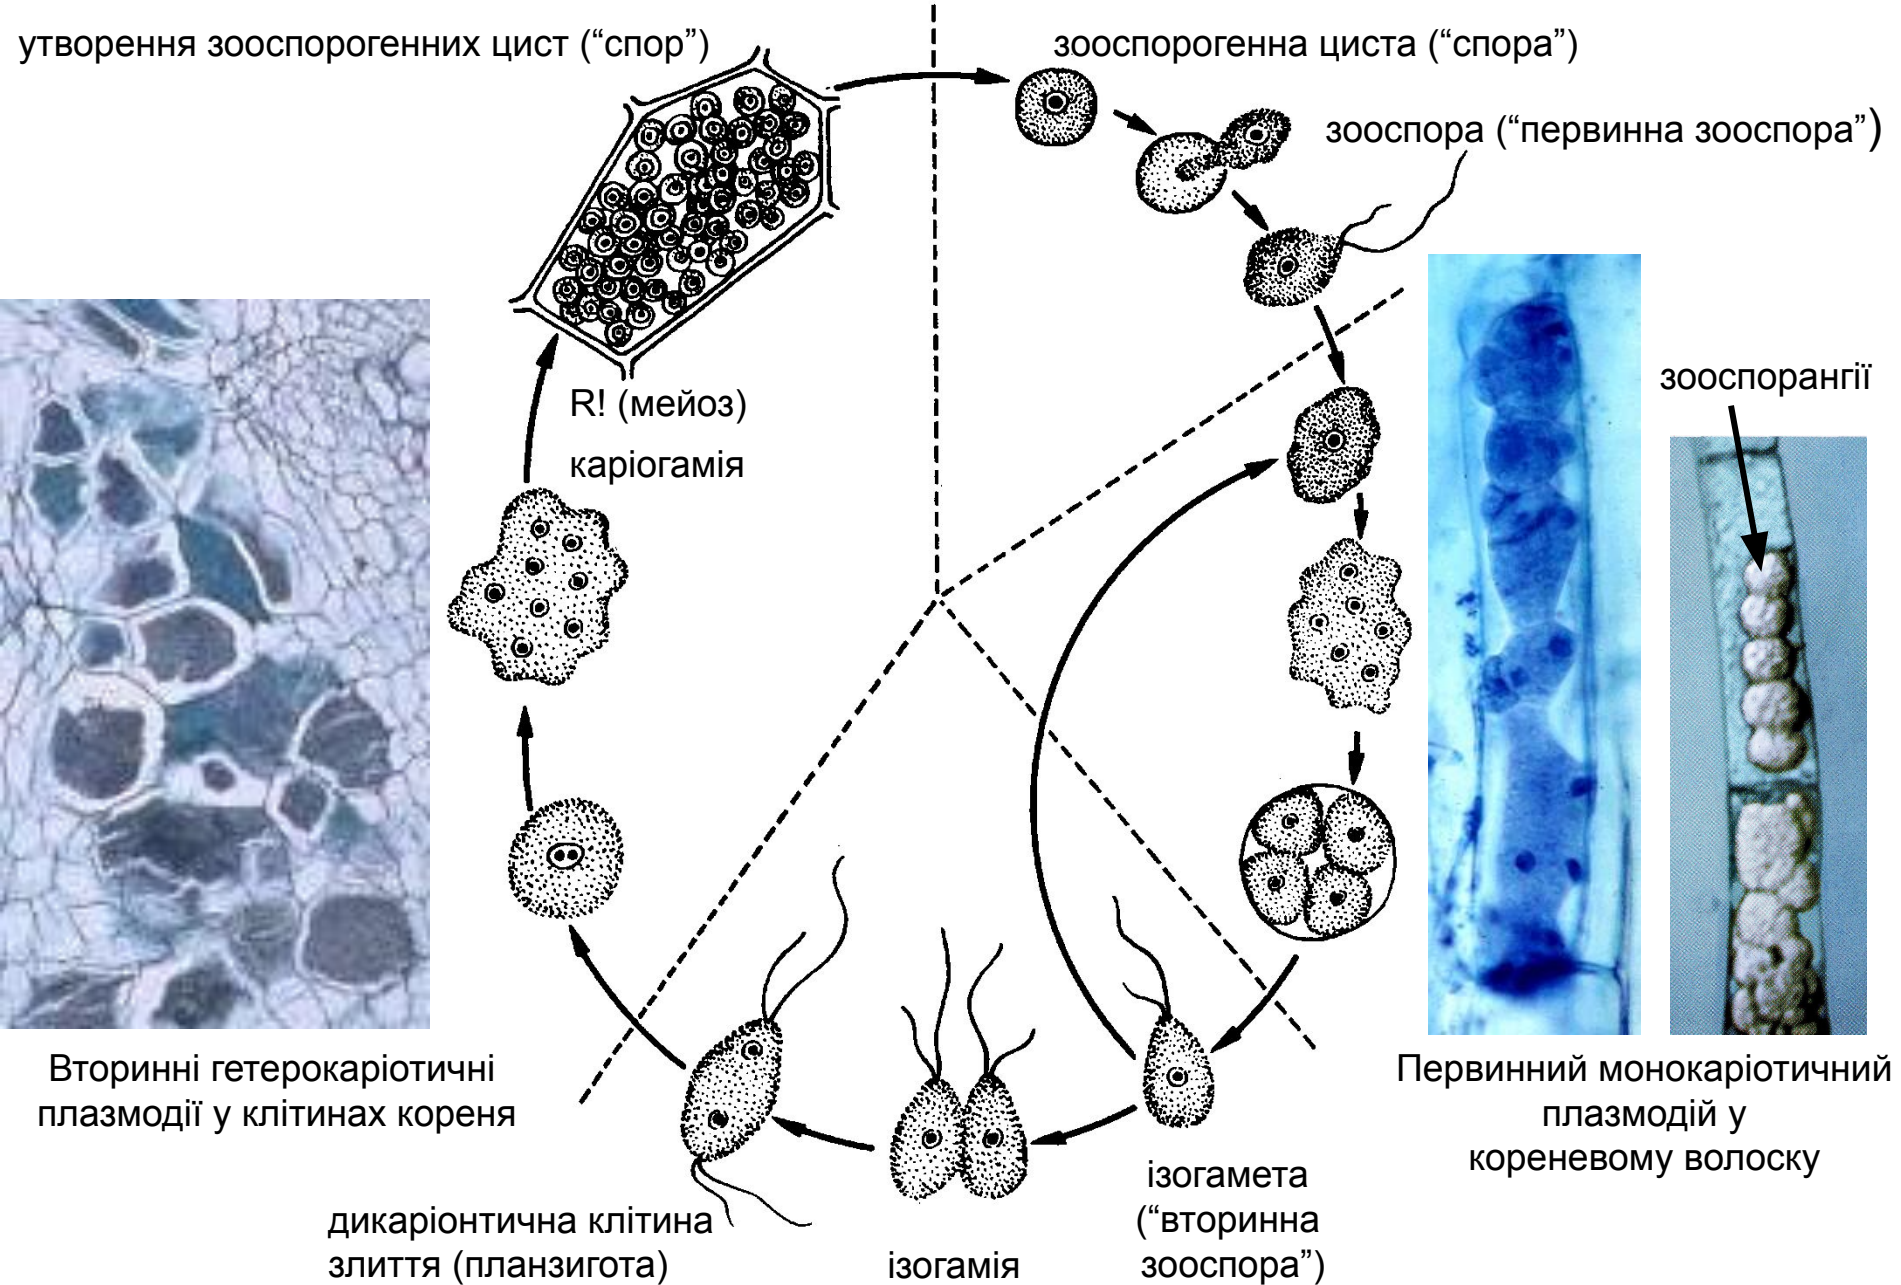 утворення зооспорогенних цист (“спор”)
зооспорогенна циста (“спора”)
зооспора (“первинна зооспора”)
зооспорангії
R! (мейоз)
каріогамія
Вторинні гетерокаріотичні
плазмодії у клітинах кореня
Первинний монокаріотичний
плазмодій у
кореневому волоску
ізогамета
(“вторинна
зооспора”)
ізогамія
дикаріонтична клітина
злиття (планзигота)